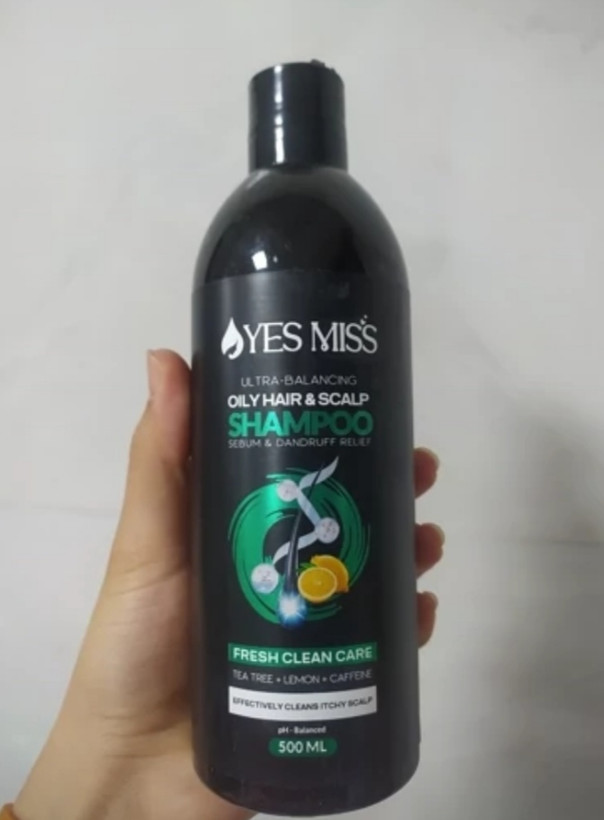 YES MISS
ULTRA-BALANCING
OILY HAIR & SCALP
SHAMPOO
SEBUM & DANDRUFF RELIEF
FRESH CLEAN CARE
TEA TREE + LEMON + CAFFEINE
EFFECTIVELY CLEANS ITCHY SCALP
pH - Balanced
500 ML